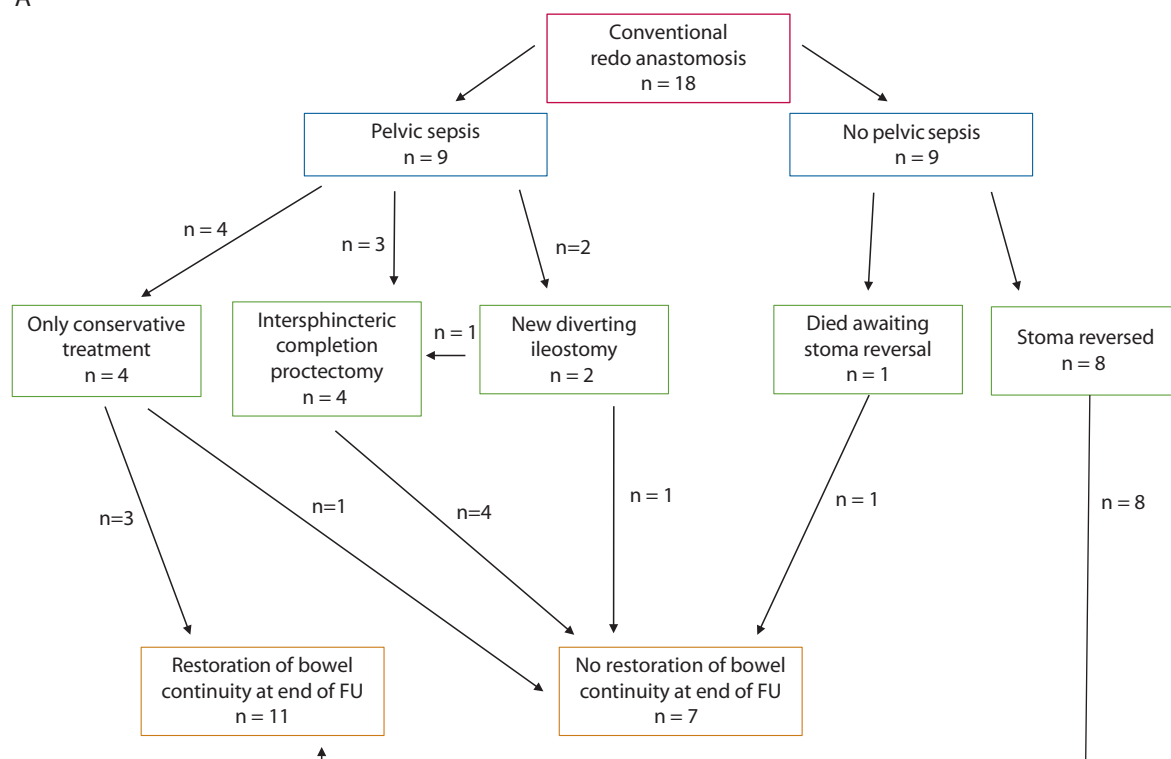 A
Conventional
redo anastomosis
n = 18
Pelvic sepsis
n = 9
No pelvic sepsis
n = 9
n = 4
n = 3
n=2
Only conservative
treatment
n = 4
Intersphincteric
completion
proctectomy
n = 4
n = 1
New diverting
ileostomy
n = 2
Died awaiting
stoma reversal
n = 1
Stoma reversed
n = 8
n=3
n=1
n=4
n = 1
n = 1
n = 8
Restoration of bowel
continuity at end of FU
n = 11
No restoration of bowel
continuity at end of FU
n = 7